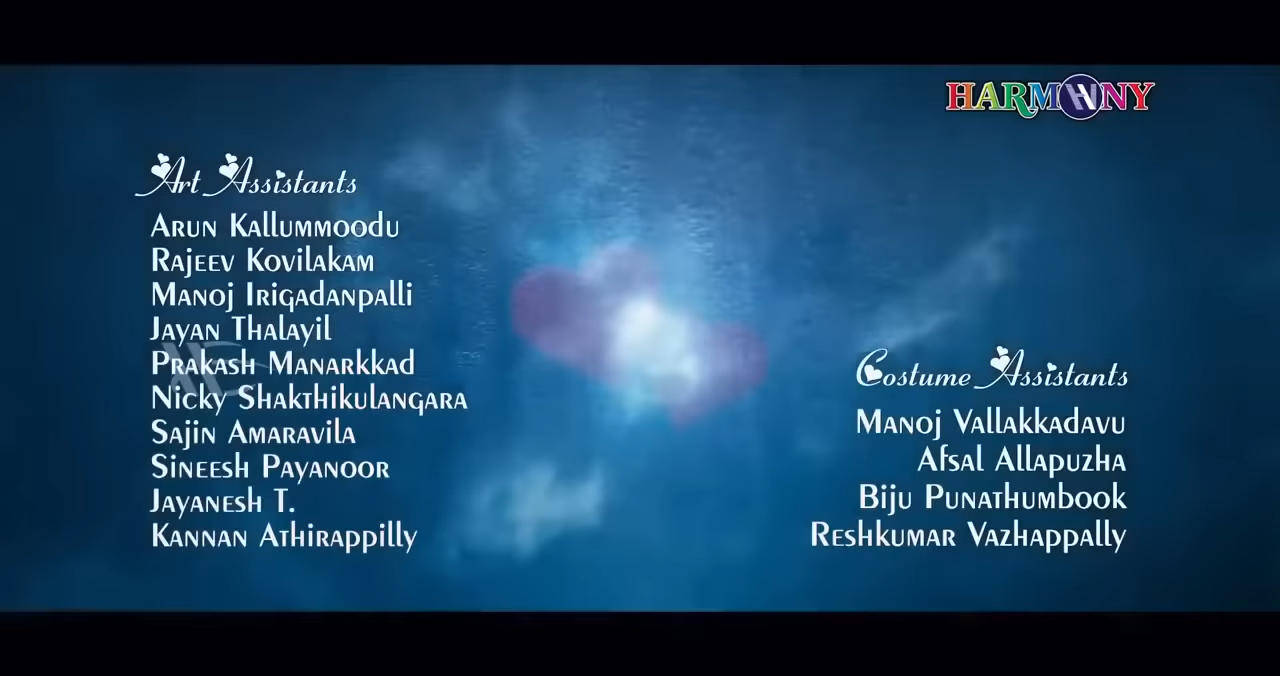 HARMONY
Art Assistants
Arun Kallummoodu
Rajeev Kovilakam
Manoj Irigadanpalli
Jayan Thalayil
Prakash Manarkkad
Nicky Shakthikulangara
Sajin Amaravila
Sineesh Payanoor
Jayanesh T.
Kannan Athirappilly
Costume Assistants
Manoj Vallakkadavu
Afsal Allapuzha
Biju Punathumbook
Reshkumar Vazhappally